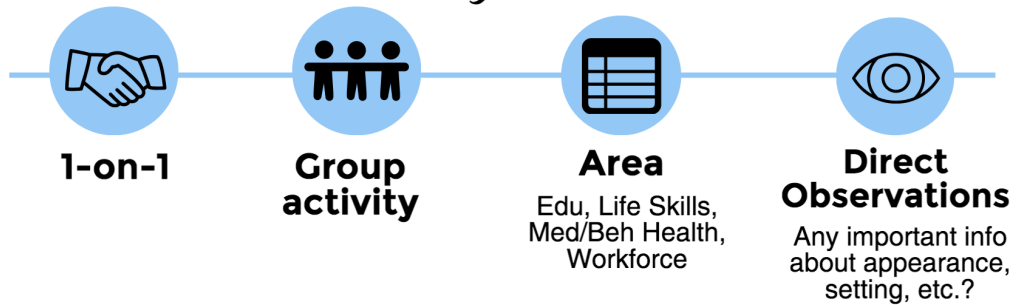 1-on-1
Group
activity
Area
Edu, Life Skills,
Med/Beh Health,
Workforce
Direct
Observations
Any important info
about appearance,
setting, etc.?